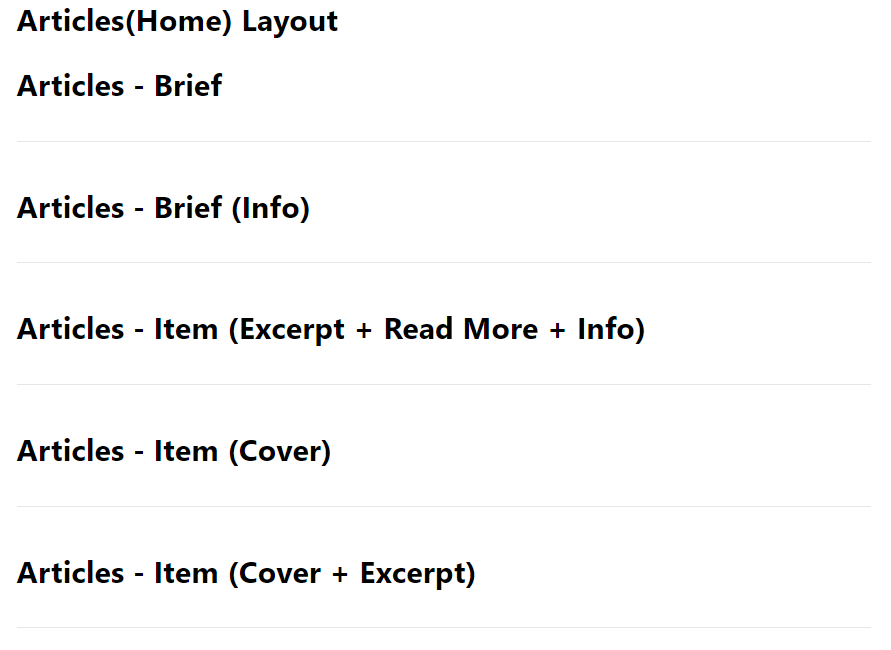 Articles(Home) Layout
Articles - Brief
Articles - Brief (Info)
Articles - Item (Excerpt + Read More + Info)
Articles - Item (Cover)
Articles - Item (Cover + Excerpt)